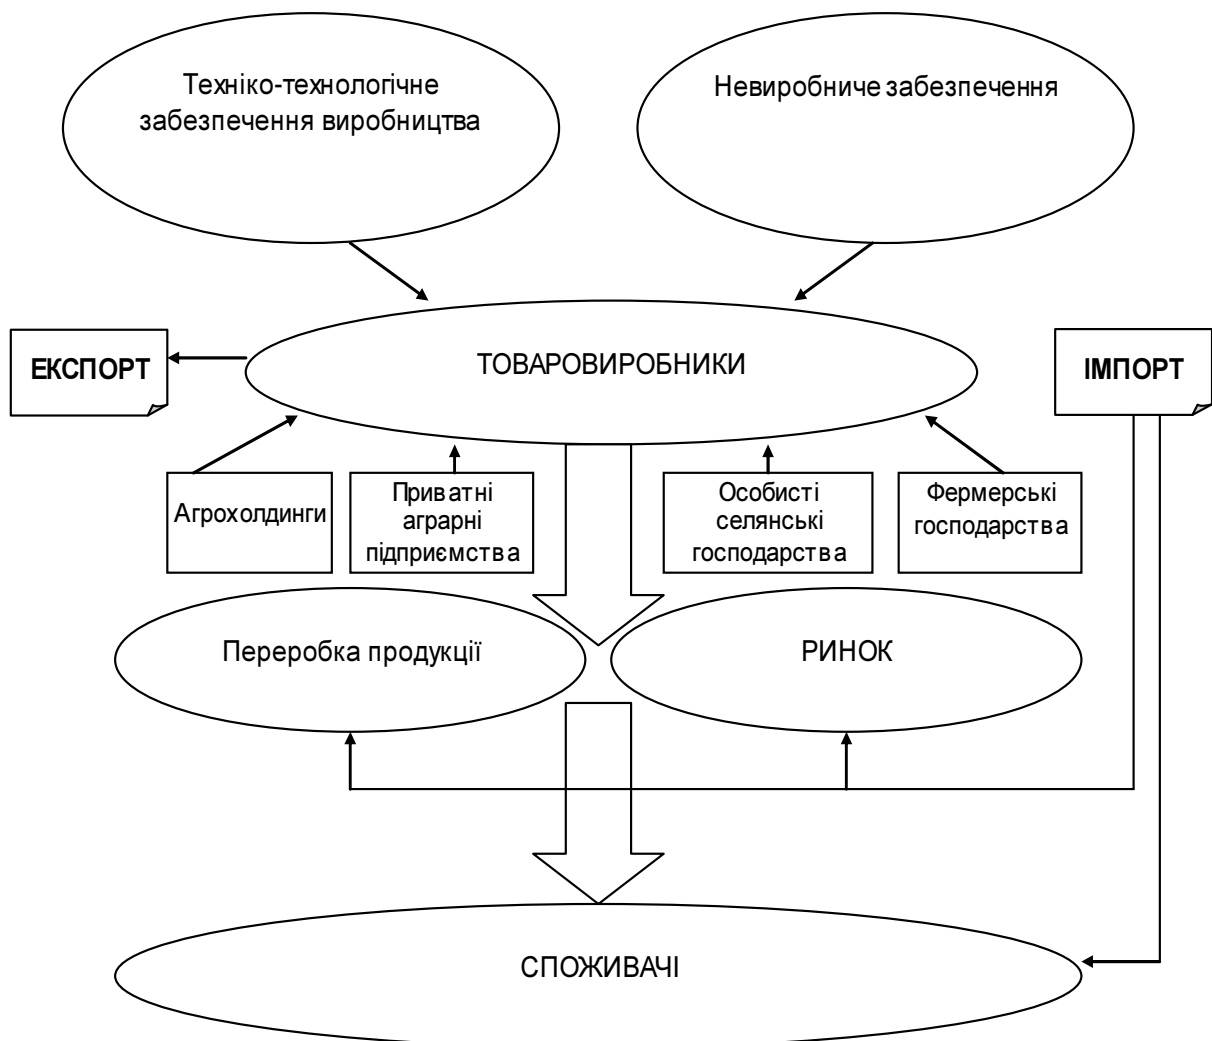 Техніко-технологічне
забезпечення виробництва
Невиробниче забезпечення
ТОВАРОВИРОБНИКИ
ЕКСПОРТ
ІМПОРТ
Агрохолдинги
Приватні
аграрні
підприємства
Особисті
селянські
господарства
Фермерські
господарства
Переробка продукції
РИНОК
СПОЖИВАЧІ